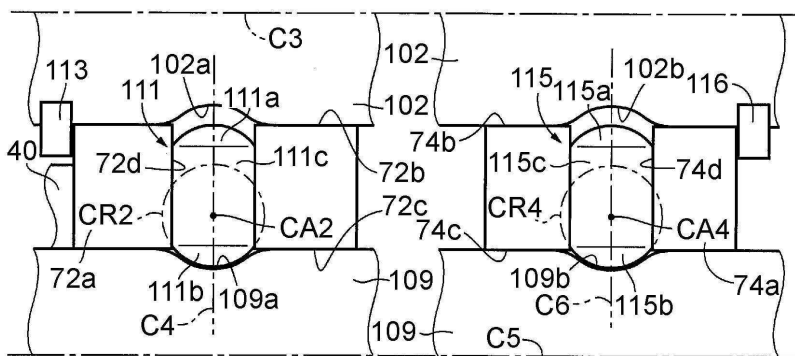 C3
113 102a 102 102b
111 111a 102 115 115a 116
40 72d 111c 72b 74b 115c 74d
CR2 CA2 72c 74c CR4 CA4
72a 111b 109a 109 109b 115b 74a
C4 109 C5 C6